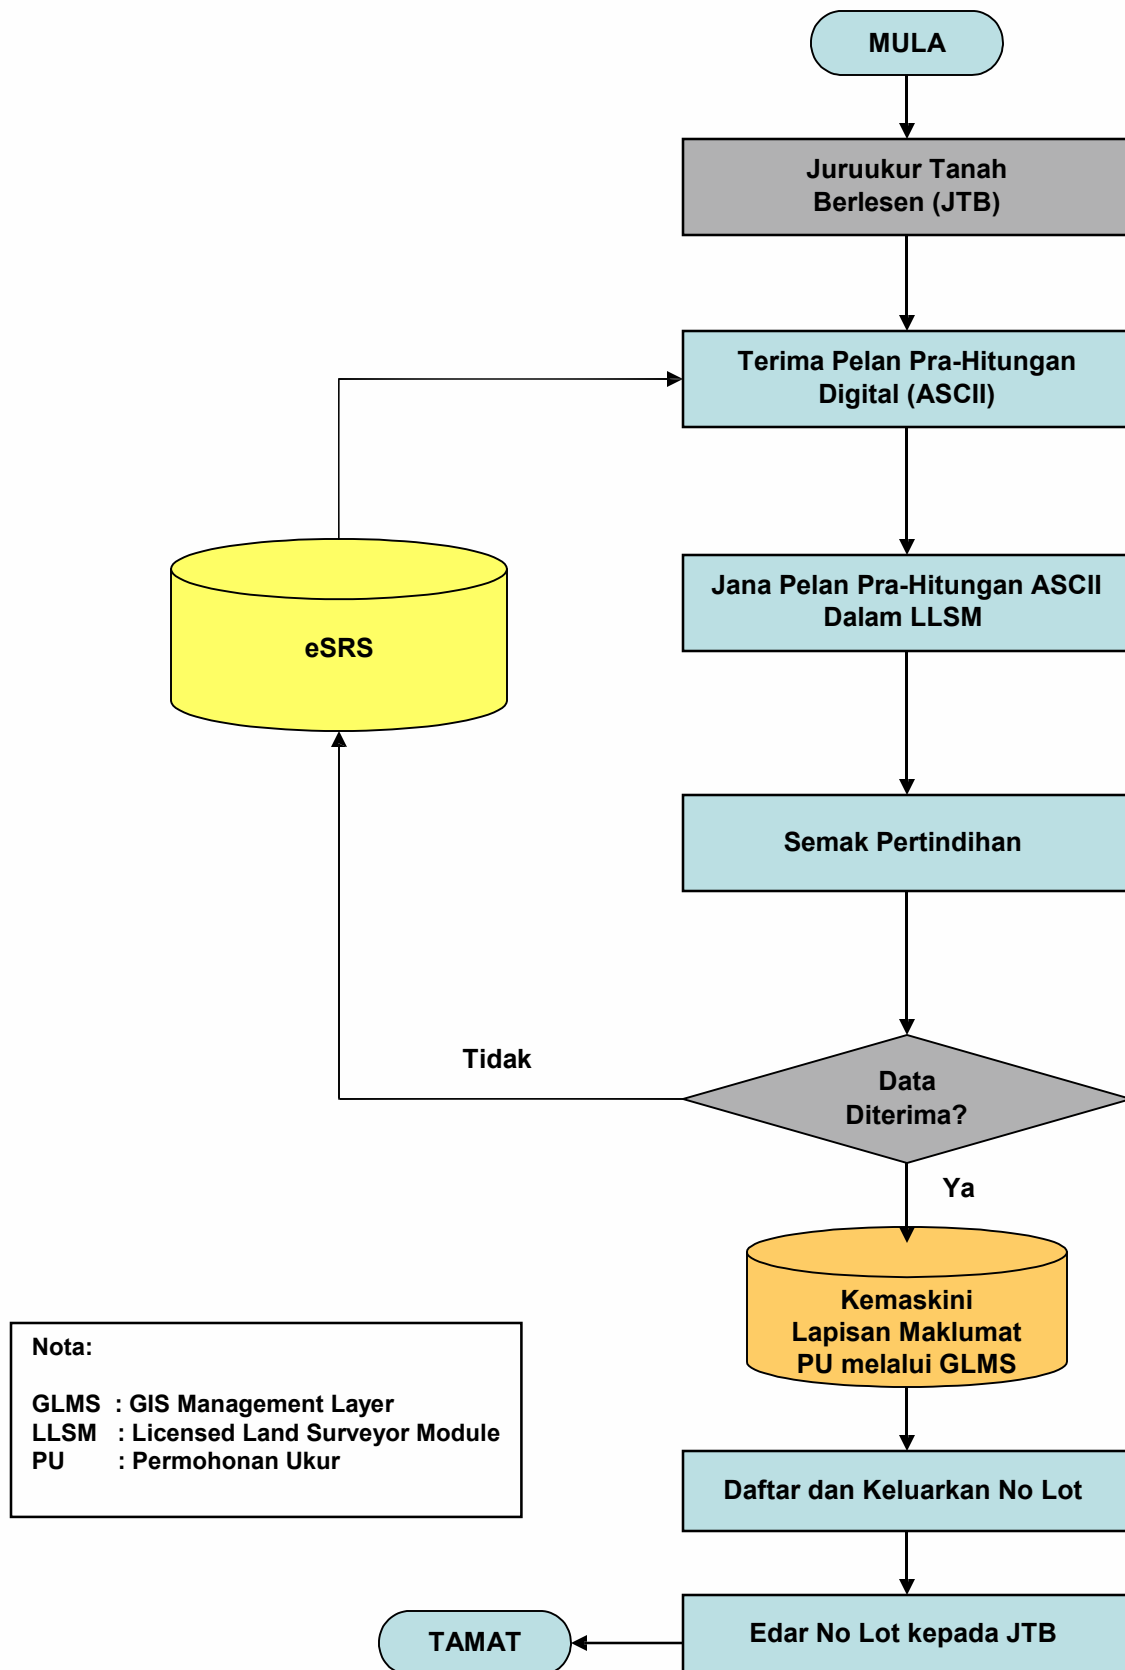 MULA
Juruukur Tanah
Berlesen (JTB)
Terima Pelan Pra-Hitungan
Digital (ASCII)
Jana Pelan Pra-Hitungan ASCII
Dalam LLSM
eSRS
Semak Pertindihan
Tidak
Data
Diterima?
Ya
Kemaskini
Lapisan Maklumat
PU melalui GLMS
Nota:
GLMS : GIS Management Layer
LLSM : Licensed Land Surveyor Module
PU : Permohonan Ukur
Daftar dan Keluarkan No Lot
Edar No Lot kepada JTB
TAMAT